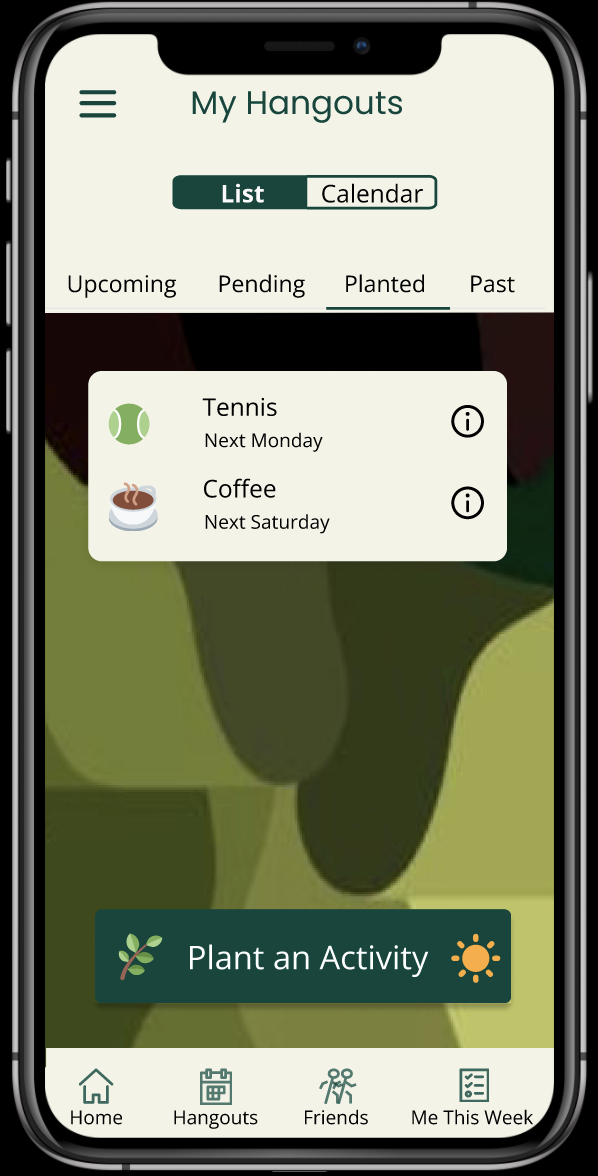 My Hangouts
List Calendar
Upcoming Pending Planted Past
Tennis
Next Monday
Coffee
Next Saturday
Plant an Activity
Home Hangouts Friends Me This Week